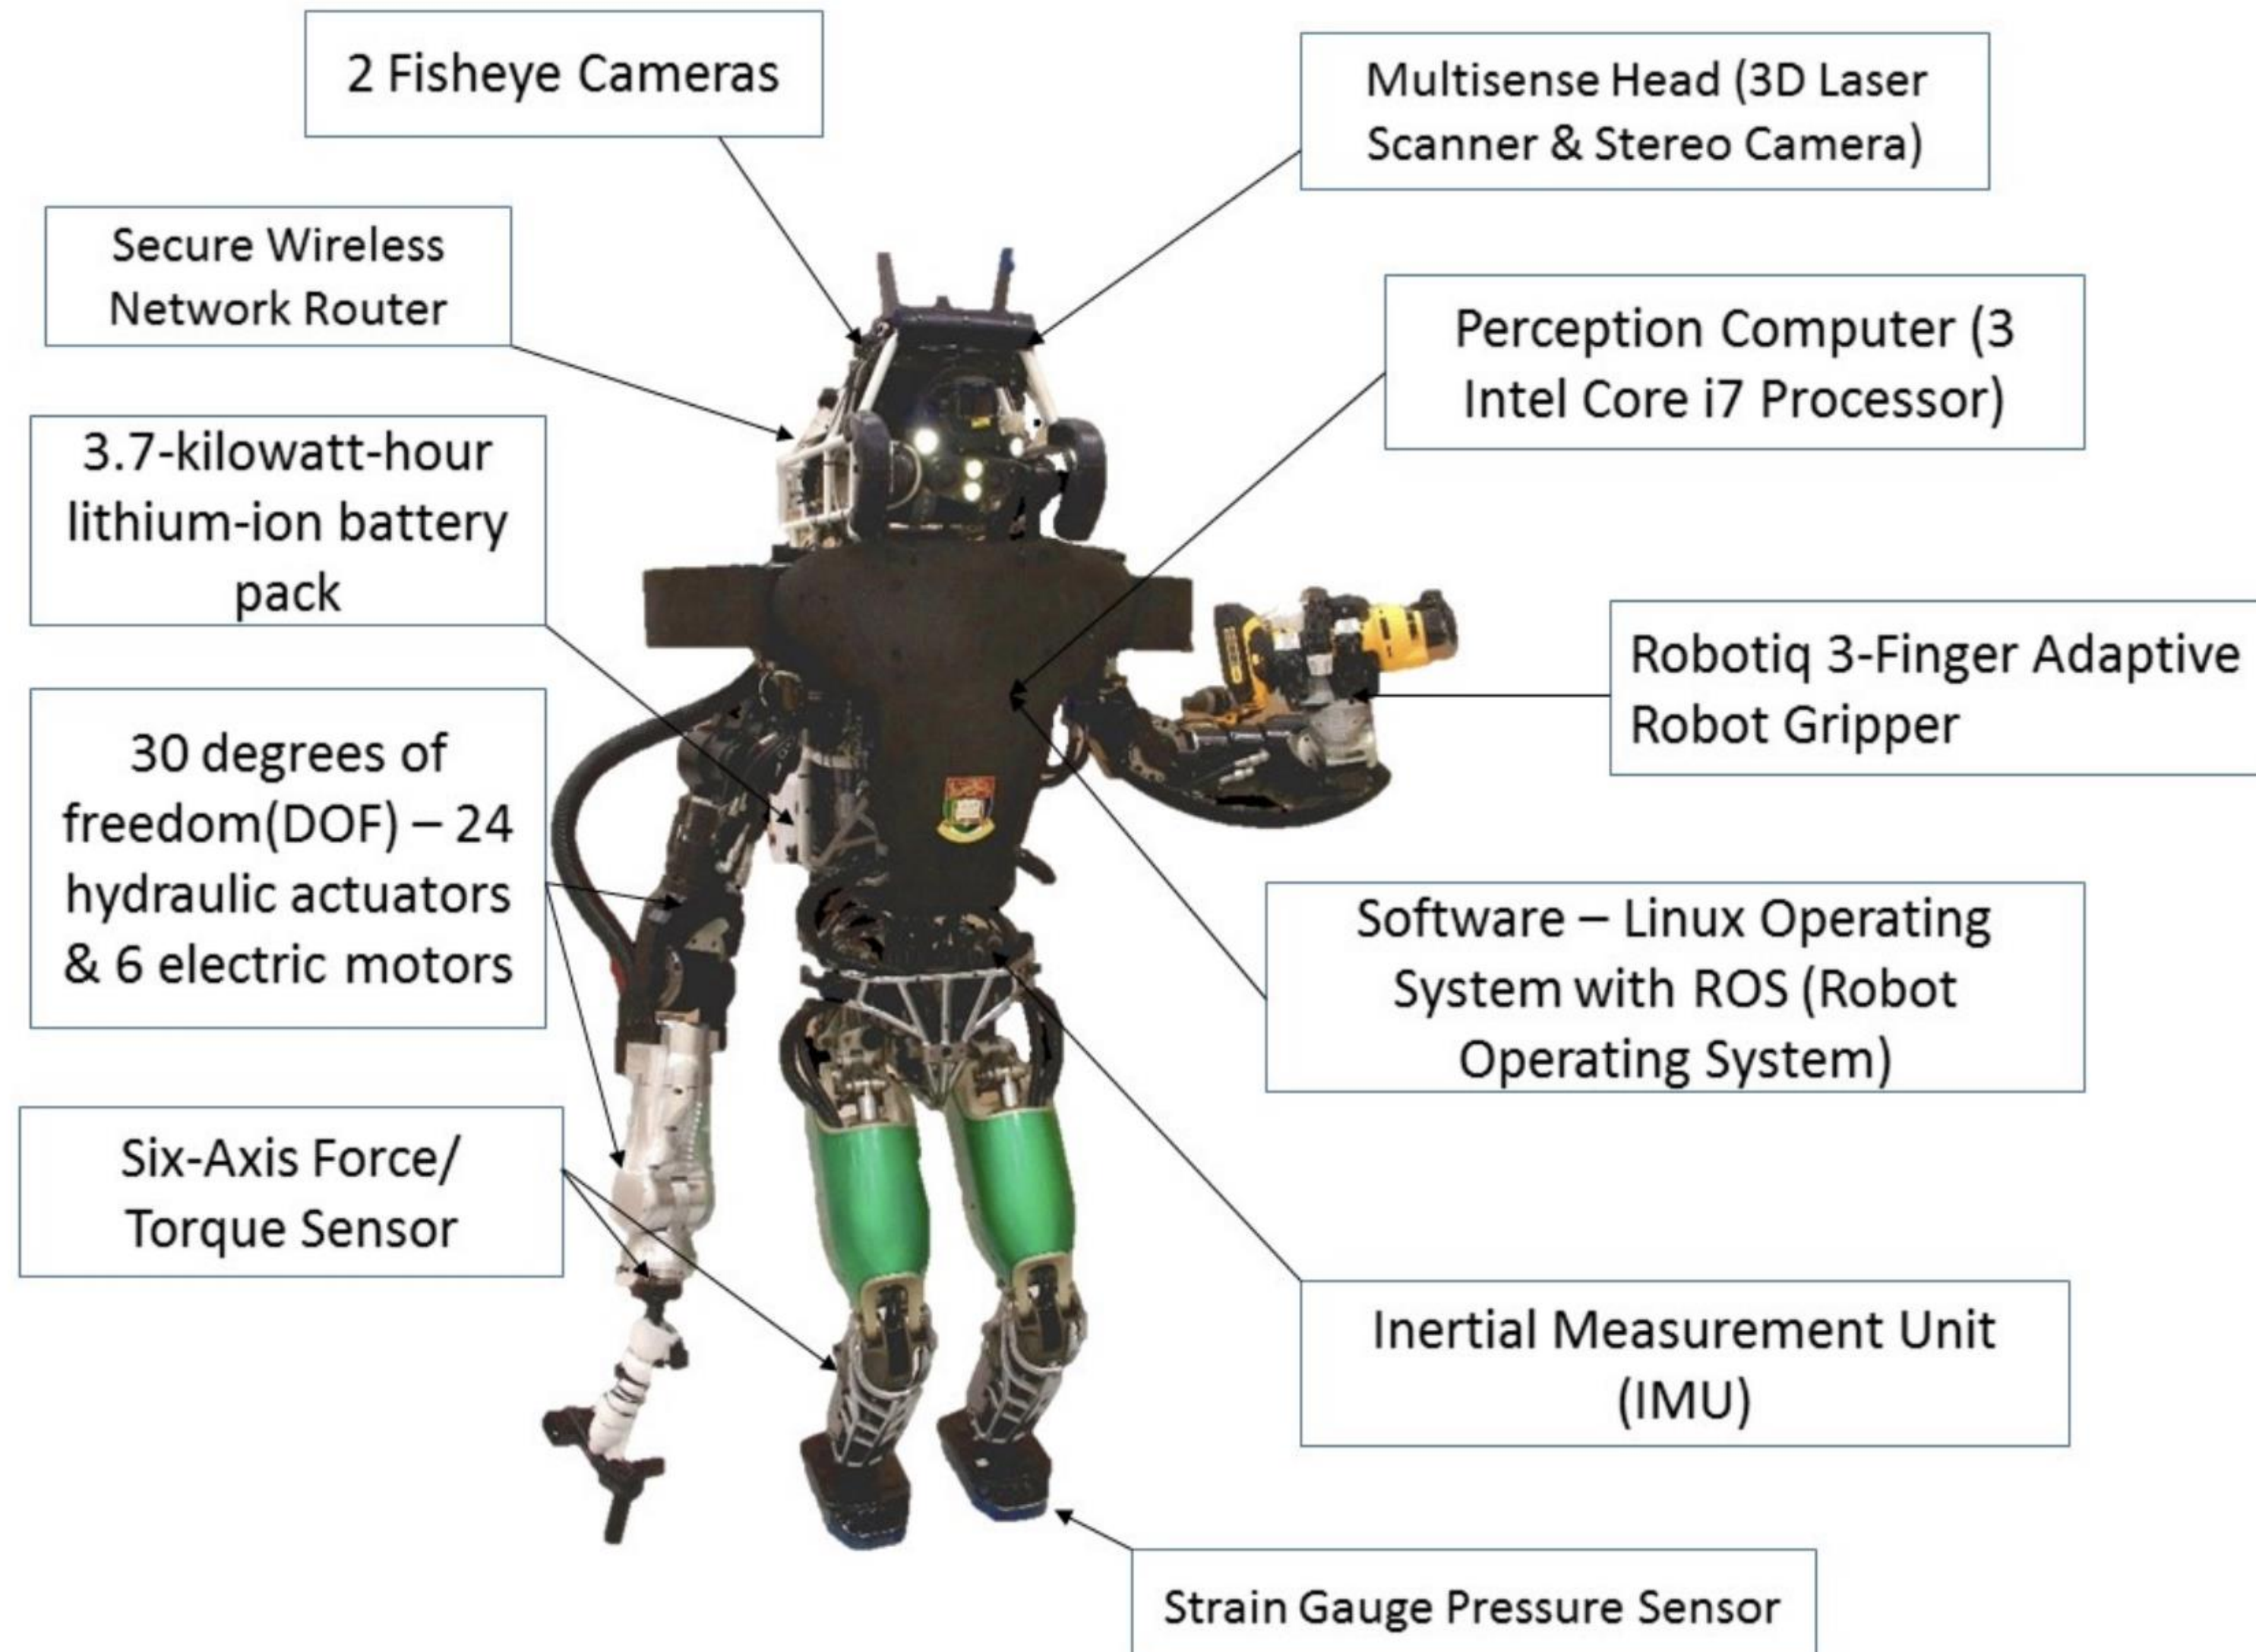 2 Fisheye Cameras
Multisense Head (3D Laser
Scanner & Stereo Camera)
Secure Wireless
Network Router
Perception Computer (3
Intel Core i7 Processor)
3.7-kilowatt-hour
lithium-ion battery
pack
Robotiq 3-Finger Adaptive
Robot Gripper
30 degrees of
freedom(DOF) – 24
hydraulic actuators
& 6 electric motors
Software – Linux Operating
System with ROS (Robot
Operating System)
Six-Axis Force/
Torque Sensor
Inertial Measurement Unit
(IMU)
Strain Gauge Pressure Sensor